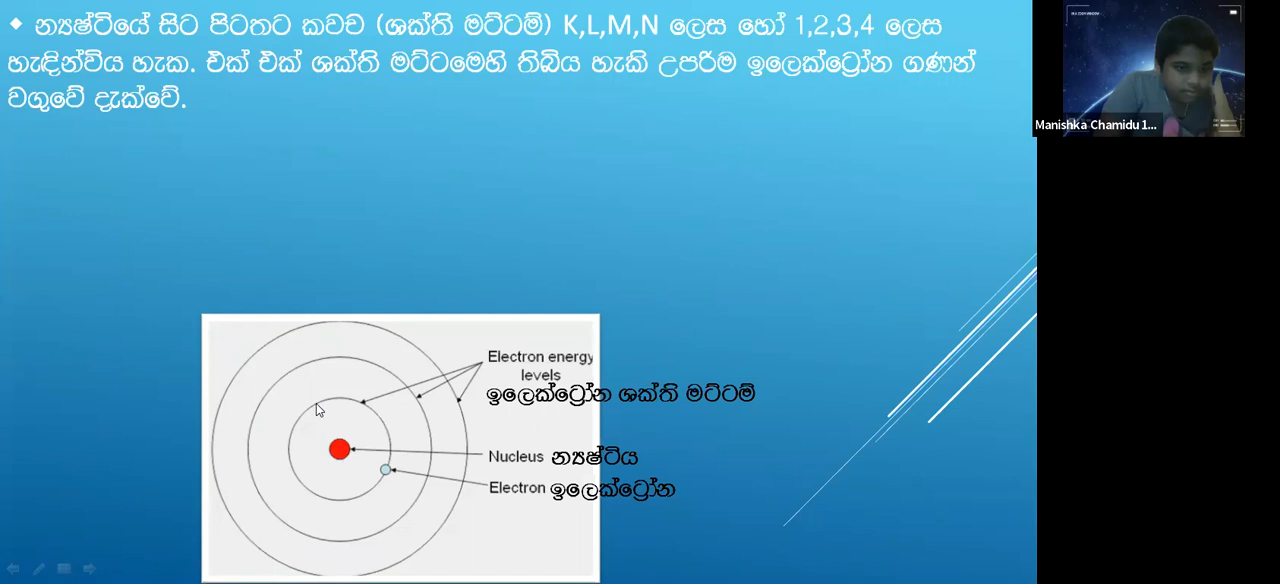 ◆ න්‍යෂ්ටියේ සිට පිටතට කවච (ශක්ති මට්ටම්) K,L,M,N ලෙස හෝ 1,2,3,4 ලෙස
හැඳින්විය හැක. එක් එක් ශක්ති මට්ටමෙහි තිබිය හැකි උපරිම ඉලෙක්ට්‍රෝන ගණන්
වගුවේ දැක්වේ.
Manishka Chamidu 1...
Electron energy
levels
ඉලෙක්ට්‍රෝන ශක්ති මට්ටම්
Nucleus න්‍යෂ්ටිය
Electron ඉලෙක්ට්‍රෝන